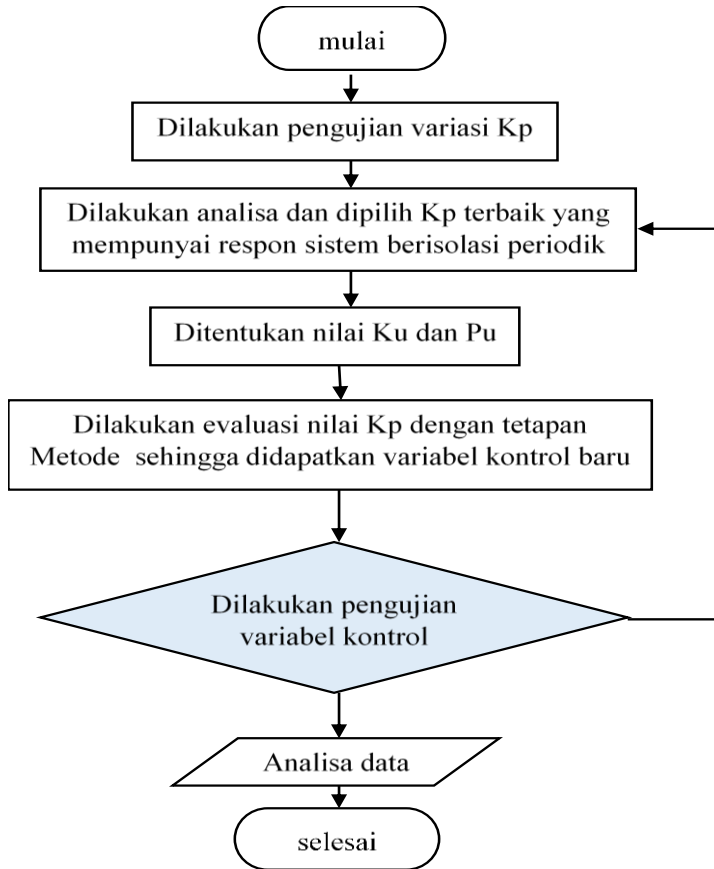 mulai
Dilakukan pengujian variasi Kp
Dilakukan analisa dan dipilih Kp terbaik yang
mempunyai respon sistem berisolasi periodik
Ditentukan nilai Ku dan Pu
Dilakukan evaluasi nilai Kp dengan tetapan
Metode sehingga didapatkan variabel kontrol baru
Dilakukan pengujian
variabel kontrol
Analisa data
selesai